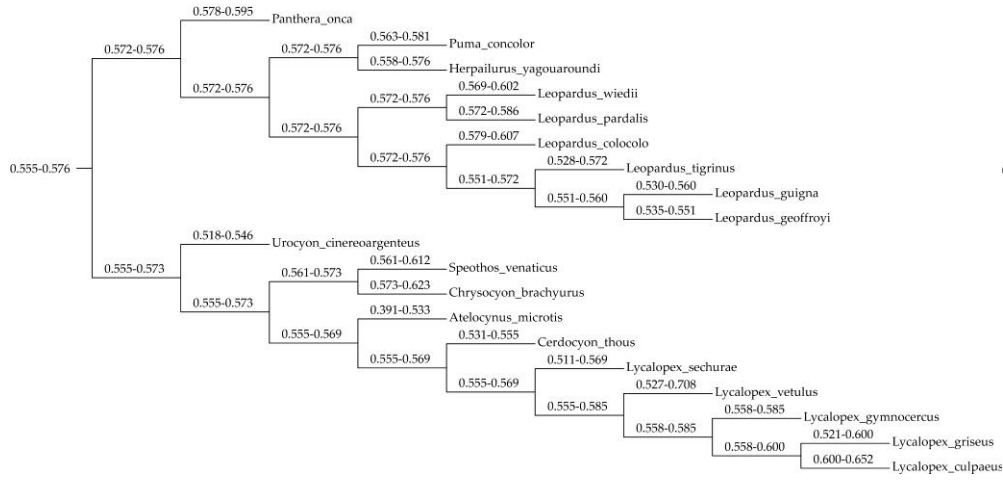 0.578-0.595
Panthera_onca
0.572-0.576
0.563-0.581
Puma_concolor
0.572-0.576
0.558-0.576
Herpailurus_yagouaroundi
0.572-0.576
0.569-0.602
Leopardus_wiedii
0.572-0.576
0.572-0.586
Leopardus_pardalis
0.572-0.576
0.579-0.607
Leopardus_colocolo
0.572-0.576
0.528-0.572
Leopardus_tigrinus
0.551-0.572
0.530-0.560
Leopardus_guigna
0.551-0.560
0.535-0.551
Leopardus_geoffroyi
0.555-0.576
0.518-0.546
Urocyon_cinereoargenteus
0.555-0.573
0.561-0.612
Speothos_venaticus
0.561-0.573
0.573-0.623
Chrysocyon_brachyurus
0.555-0.573
0.391-0.533
Atelocynus_microtis
0.555-0.569
0.531-0.555
Cerdocyon_thous
0.555-0.569
0.511-0.569
Lycalopex_sechurae
0.555-0.569
0.527-0.708
Lycalopex_vetulus
0.555-0.585
0.558-0.585
Lycalopex_gymnocercus
0.558-0.585
0.521-0.600
Lycalopex_griseus
0.558-0.600
0.600-0.652
Lycalopex_culpaeus